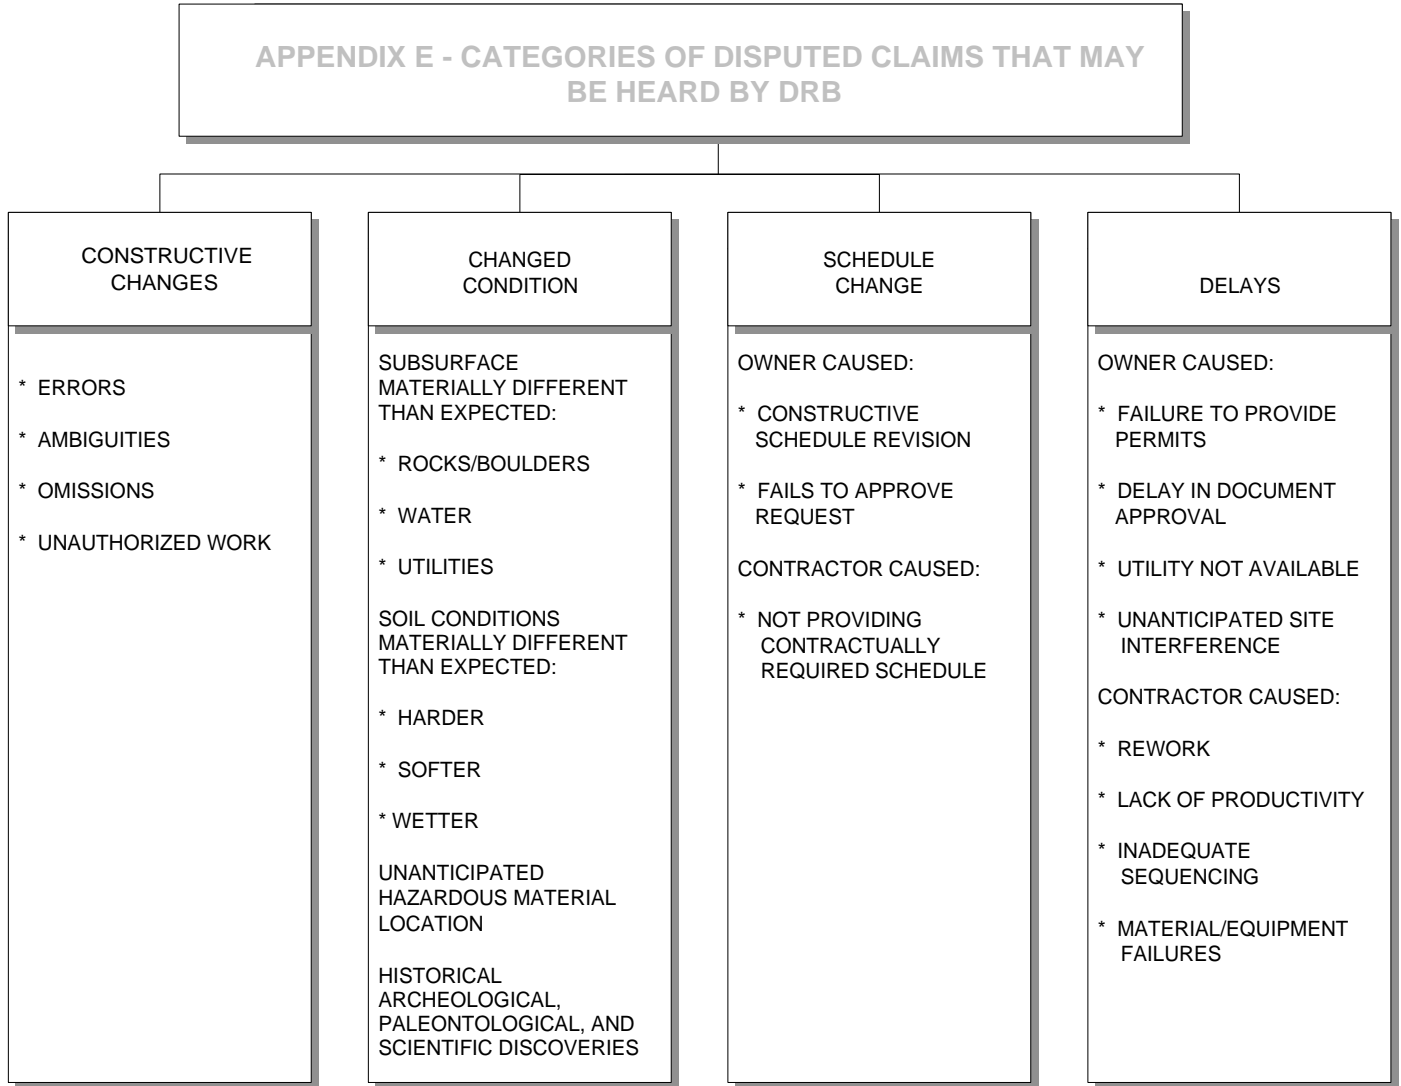 APPENDIX E - CATEGORIES OF DISPUTED CLAIMS THAT MAY
BE HEARD BY DRB
CONSTRUCTIVE
CHANGES
* ERRORS
* AMBIGUITIES
* OMISSIONS
* UNAUTHORIZED WORK
CHANGED
CONDITION
SUBSURFACE
MATERIALLY DIFFERENT
THAN EXPECTED:
* ROCKS/BOULDERS
* WATER
* UTILITIES
SOIL CONDITIONS
MATERIALLY DIFFERENT
THAN EXPECTED:
* HARDER
* SOFTER
* WETTER
UNANTICIPATED
HAZARDOUS MATERIAL
LOCATION
HISTORICAL
ARCHEOLOGICAL,
PALEONTOLOGICAL, AND
SCIENTIFIC DISCOVERIES
SCHEDULE
CHANGE
OWNER CAUSED:
* CONSTRUCTIVE
SCHEDULE REVISION
* FAILS TO APPROVE
REQUEST
CONTRACTOR CAUSED:
* NOT PROVIDING
CONTRACTUALLY
REQUIRED SCHEDULE
DELAYS
OWNER CAUSED:
* FAILURE TO PROVIDE
PERMITS
* DELAY IN DOCUMENT
APPROVAL
* UTILITY NOT AVAILABLE
* UNANTICIPATED SITE
INTERFERENCE
CONTRACTOR CAUSED:
* REWORK
* LACK OF PRODUCTIVITY
* INADEQUATE
SEQUENCING
* MATERIAL/EQUIPMENT
FAILURES